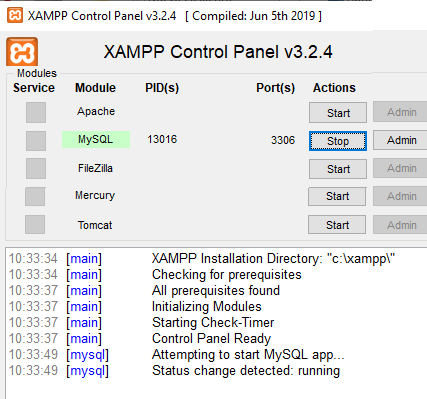 XAMPP Control Panel v3.2.4 [ Compiled: Jun 5th 2019 ]
XAMPP Control Panel v3.2.4
Modules
Service Module PID(s) Port(s) Actions
Apache Start Admin
MySQL 13016 3306 Stop Admin
FileZilla Start Admin
Mercury Start Admin
Tomcat Start Admin
10:33:34 [main] XAMPP Installation Directory: "c:\xampp\"
10:33:34 [main] Checking for prerequisites
10:33:37 [main] All prerequisites found
10:33:37 [main] Initializing Modules
10:33:37 [main] Starting Check-Timer
10:33:37 [main] Control Panel Ready
10:33:49 [mysql] Attempting to start MySQL app...
10:33:49 [mysql] Status change detected: running